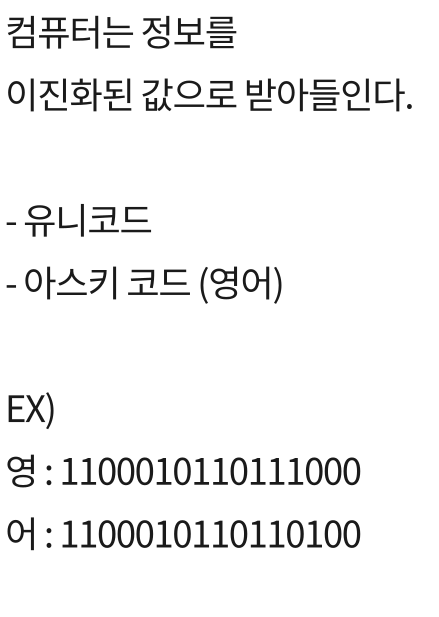 컴퓨터는 정보를
이진화된 값으로 받아들인다.
- 유니코드
- 아스키 코드 (영어)
EX)
영 : 1100010110111000
어 : 1100010110110100